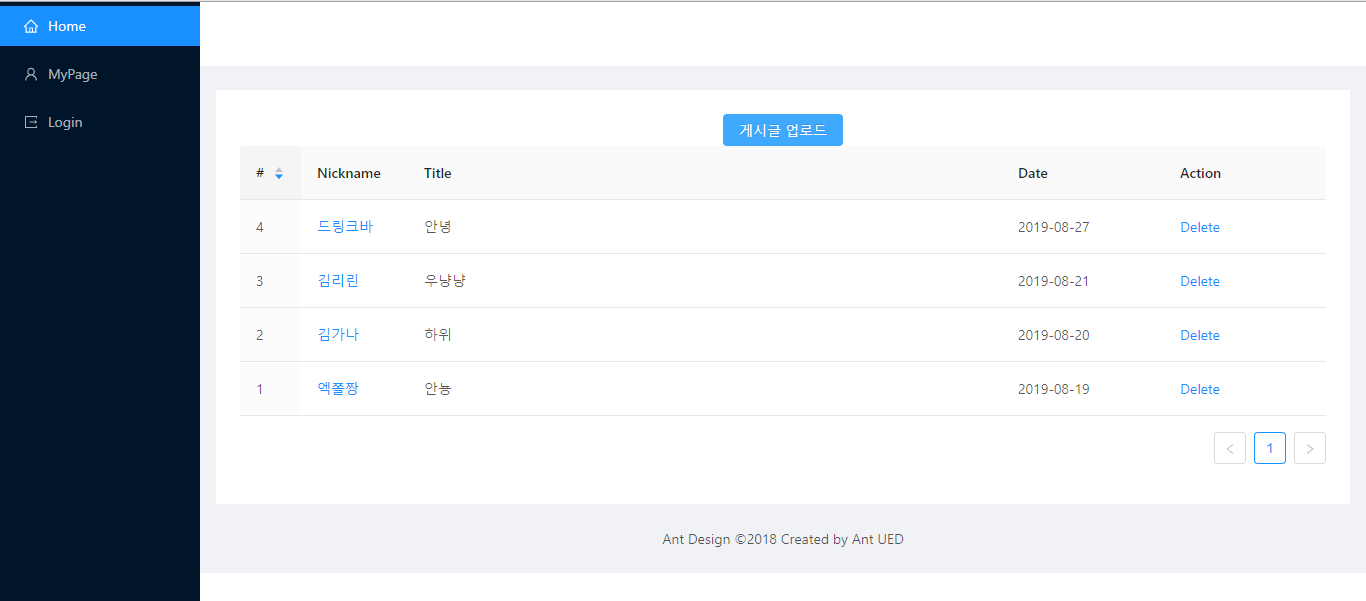 Home
MyPage
Login
게시글 업로드
# Nickname Title Date Action
4 드링크바 안녕 2019-08-27 Delete
3 김리린 우냥냥 2019-08-21 Delete
2 김가나 하위 2019-08-20 Delete
1 엑쫄짱 안눙 2019-08-19 Delete
< 1 >
Ant Design ©2018 Created by Ant UED